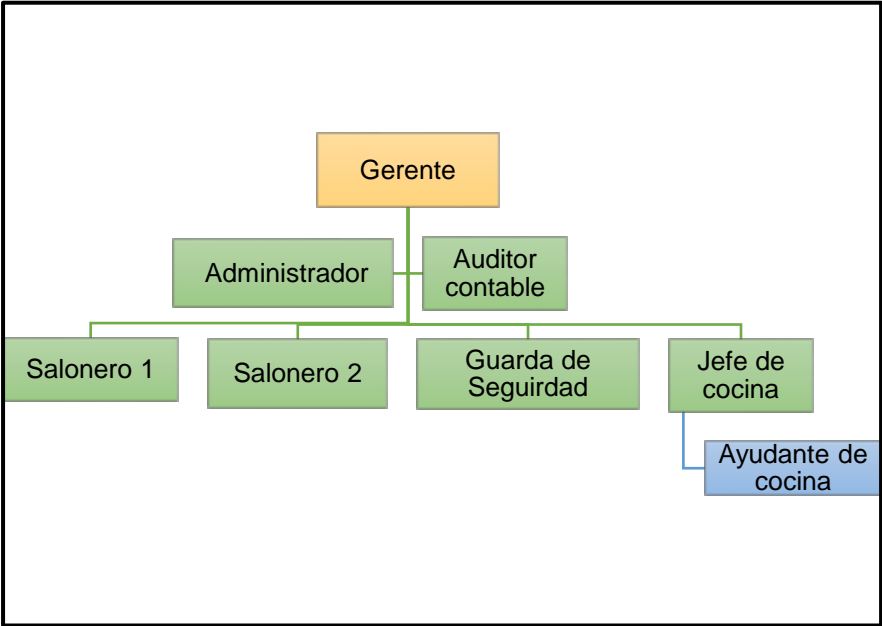 Gerente
Administrador
Auditor
contable
Salonero 1
Salonero 2
Guarda de
Seguirdad
Jefe de
cocina
Ayudante de
cocina